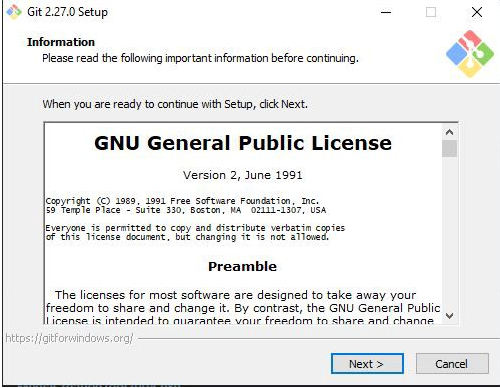 Git 2.27.0 Setup
Information
Please read the following important information before continuing.
When you are ready to continue with Setup, click Next.
GNU General Public License
Version 2, June 1991
Copyright (C) 1989, 1991 Free Software Foundation, Inc.
59 Temple Place - Suite 330, Boston, MA  02111-1307, USA
Everyone is permitted to copy and distribute verbatim copies
of this license document, but changing it is not allowed.
Preamble
The licenses for most software are designed to take away your
freedom to share and change it. By contrast, the GNU General Public
License is intended to guarantee your freedom to share and change
https://gitforwindows.org/
Next >
Cancel